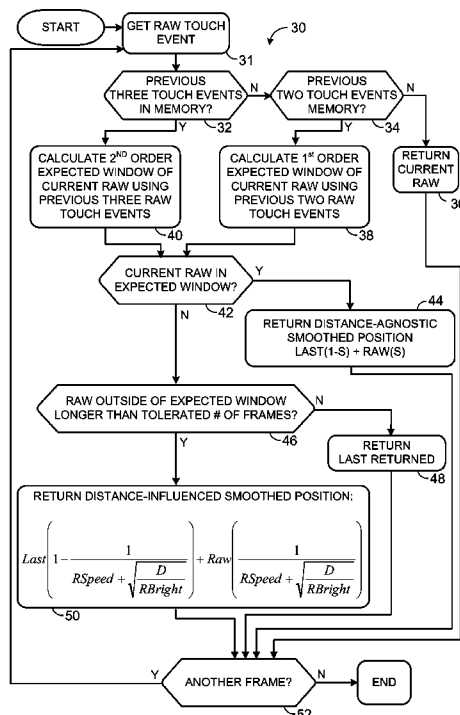 START
GET RAW TOUCH
EVENT
31
30
PREVIOUS
THREE TOUCH EVENTS
IN MEMORY?
32
N
Y
PREVIOUS
TWO TOUCH EVENTS
MEMORY?
34
N
Y
RETURN
CURRENT
RAW
CALCULATE 2ND ORDER
EXPECTED WINDOW OF
CURRENT RAW USING
PREVIOUS THREE RAW
TOUCH EVENTS
40
CALCULATE 1st ORDER
EXPECTED WINDOW OF
CURRENT RAW USING
PREVIOUS TWO RAW
TOUCH EVENTS
38
CURRENT RAW IN
EXPECTED WINDOW?
42
Y
N
44
RETURN DISTANCE-AGNOSTIC
SMOOTHED POSITION
LAST(1-S) + RAW(S)
RAW OUTSIDE OF EXPECTED WINDOW
LONGER THAN TOLERATED # OF FRAMES?
46
N
Y
RETURN
LAST RETURNED
48
RETURN DISTANCE-INFLUENCED SMOOTHED POSITION:
Last(1 - 1/(RSpeed + √(D/RBright))) + Raw(1/(RSpeed + √(D/RBright)))
50
ANOTHER FRAME?
52
Y
N
END